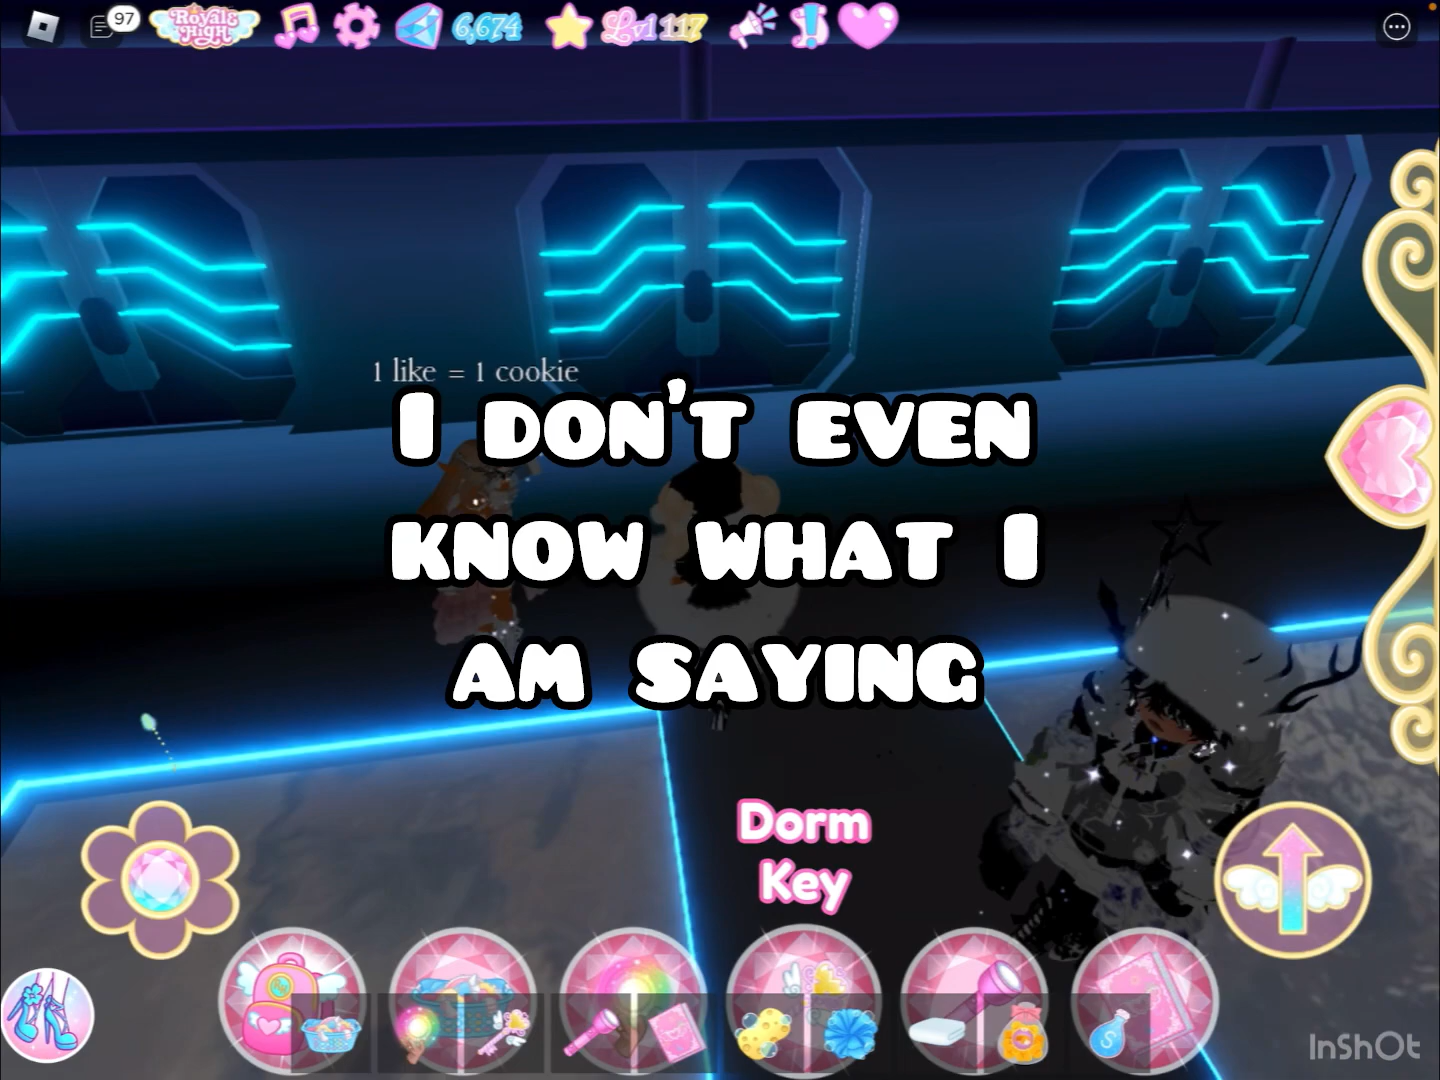 97
Royale High
6,674
Lvl 117
1 like = 1 cookie
I DON'T EVEN
KNOW WHAT I
AM SAYING
Dorm
Key
InShOt